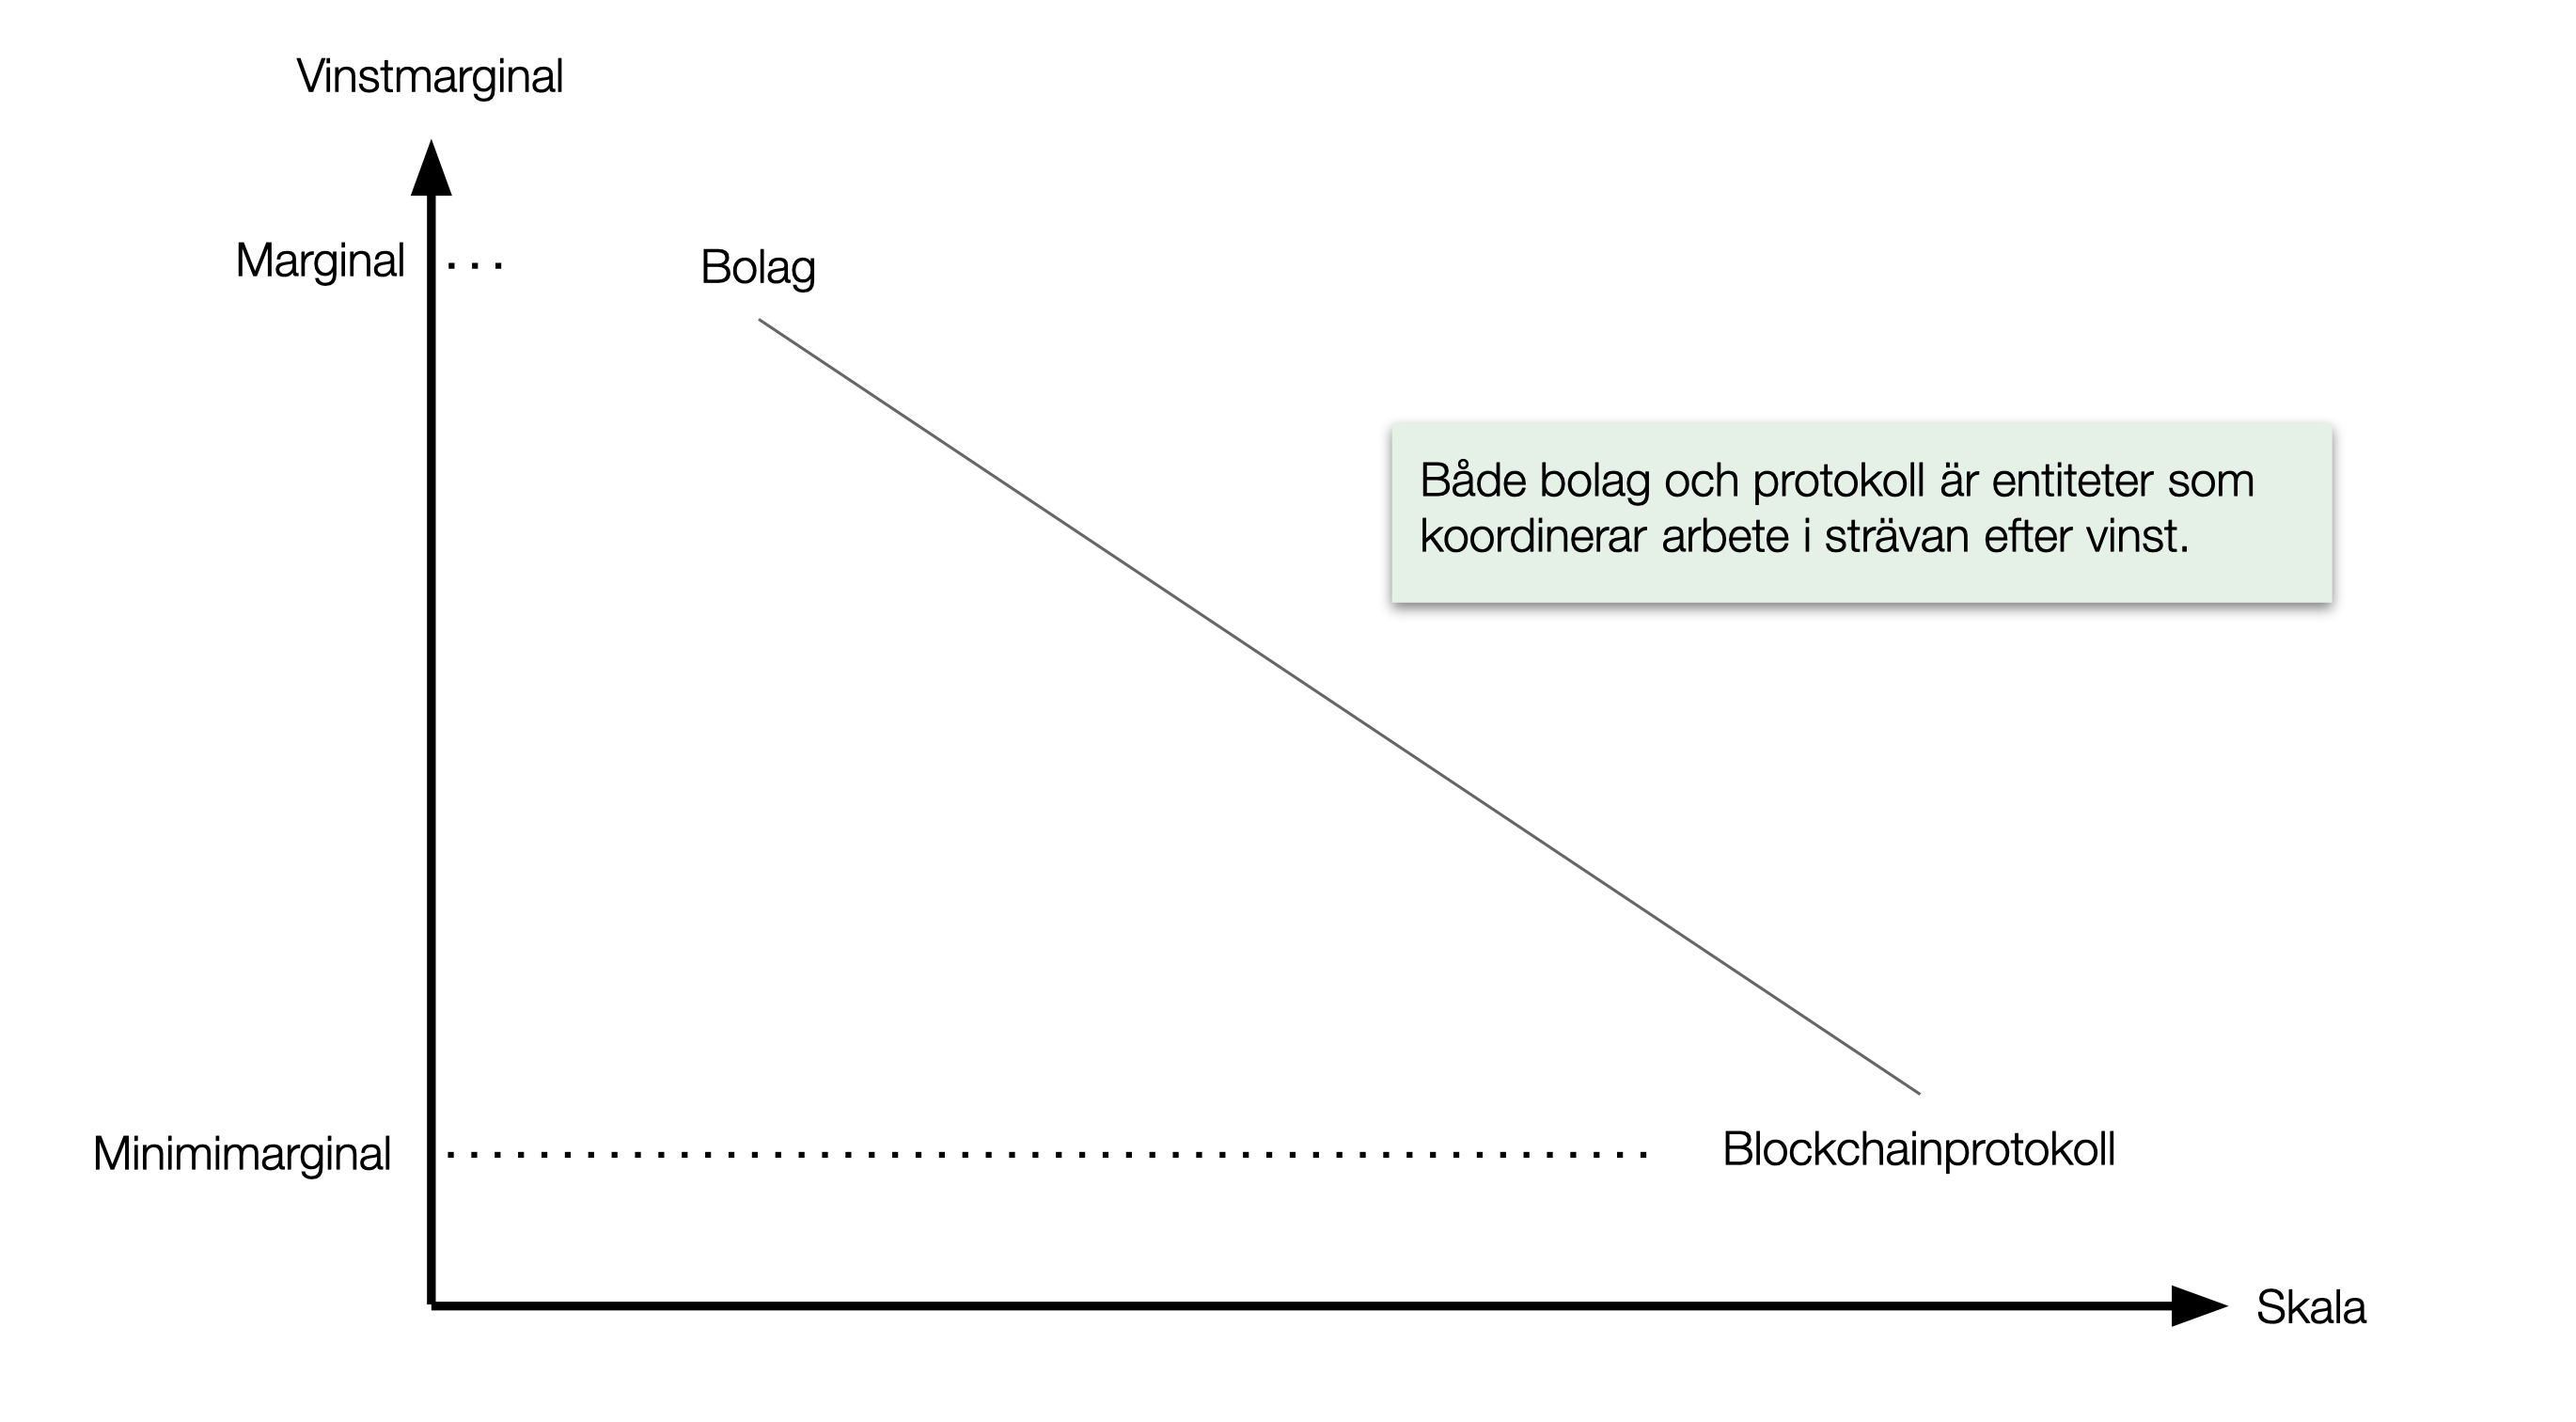 Vinstmarginal
Marginal
Bolag
Både bolag och protokoll är entiteter som
koordinerar arbete i strävan efter vinst.
Minimimarginal
Blockchainprotokoll
Skala